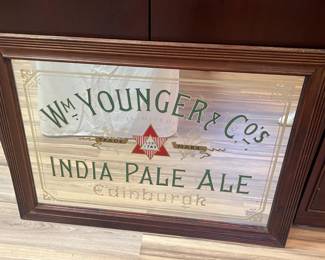 WM YOUNGER & CO'S
INDIA PALE ALE
Edinburgh